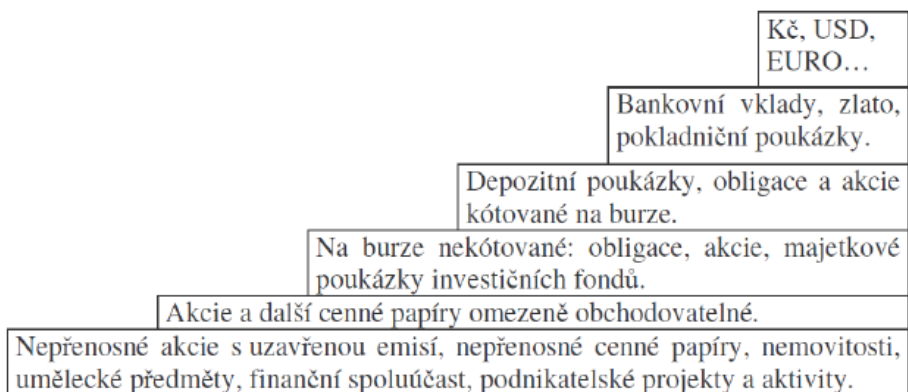 Kč, USD,
EURO…
Bankovní vklady, zlato,
pokladniční poukázky.
Depozitní poukázky, obligace a akcie
kótované na burze.
Na burze nekótované: obligace, akcie, majetkové
poukázky investičních fondů.
Akcie a další cenné papíry omezeně obchodovatelné.
Nepřenosné akcie s uzavřenou emisí, nepřenosné cenné papíry, nemovitosti,
umělecké předměty, finanční spoluúčast, podnikatelské projekty a aktivity.